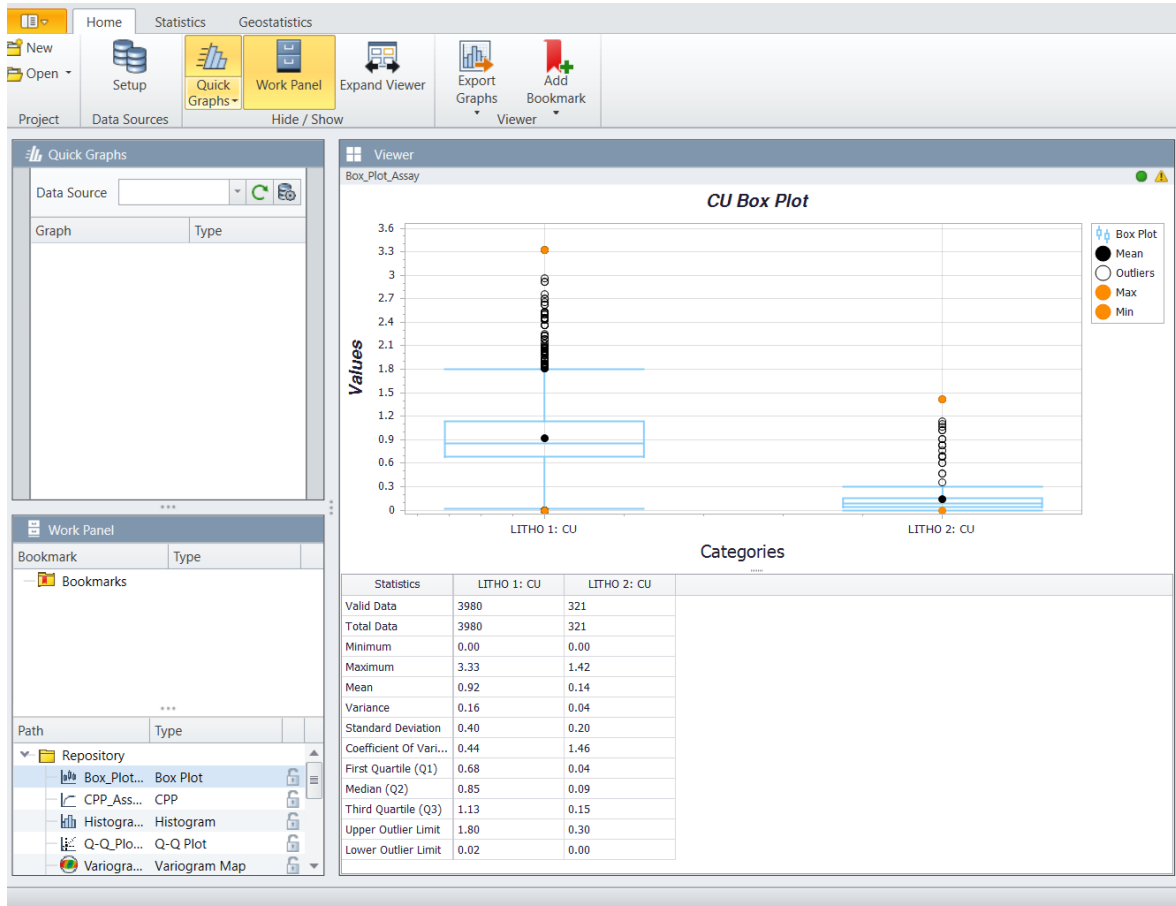 Home Statistics Geostatistics
New
Open
Setup
Quick Graphs
Work Panel
Expand Viewer
Export Graphs
Add Bookmark
Project Data Sources Hide / Show Viewer
Quick Graphs
Data Source
Graph Type
Work Panel
Bookmark Type
Bookmarks
Path Type
Repository
Box_Plot... Box Plot
CPP_Ass... CPP
Histogra... Histogram
Q-Q_Plo... Q-Q Plot
Variogra... Variogram Map
Viewer
Box_Plot_Assay
CU Box Plot
Values
3.6
3.3
3
2.7
2.4
2.1
1.8
1.5
1.2
0.9
0.6
0.3
0
LITHO 1: CU LITHO 2: CU
Categories
Box Plot
Mean
Outliers
Max
Min
Statistics LITHO 1: CU LITHO 2: CU
Valid Data 3980 321
Total Data 3980 321
Minimum 0.00 0.00
Maximum 3.33 1.42
Mean 0.92 0.14
Variance 0.16 0.04
Standard Deviation 0.40 0.20
Coefficient Of Vari... 0.44 1.46
First Quartile (Q1) 0.68 0.04
Median (Q2) 0.85 0.09
Third Quartile (Q3) 1.13 0.15
Upper Outlier Limit 1.80 0.30
Lower Outlier Limit 0.02 0.00